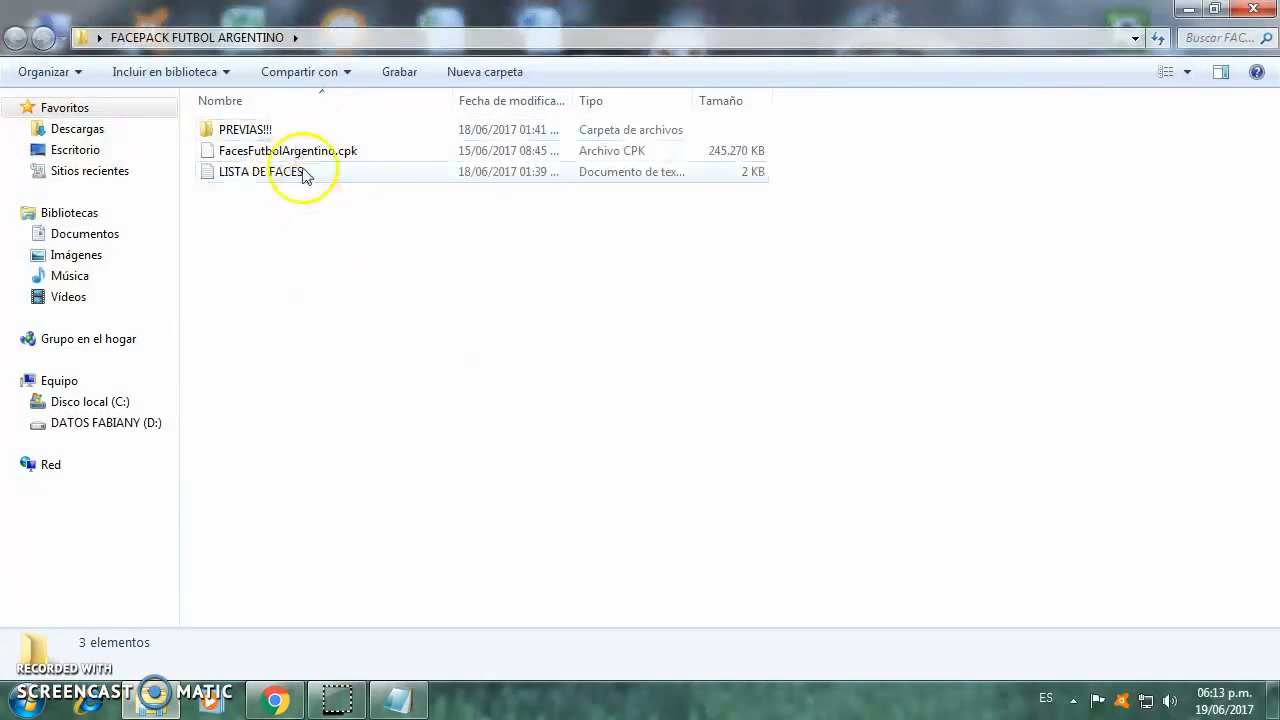 FACEPACK FUTBOL ARGENTINO
Buscar FAC...
Organizar
Incluir en biblioteca
Compartir con
Grabar
Nueva carpeta
Nombre
Fecha de modifica...
Tipo
Tamaño
PREVIAS!!! 18/06/2017 01:41 ... Carpeta de archivos
FacesFutbolArgentino.cpk 15/06/2017 08:45 ... Archivo CPK 245.270 KB
LISTA DE FACES 18/06/2017 01:39 ... Documento de tex... 2 KB
Favoritos
Descargas
Escritorio
Sitios recientes
Bibliotecas
Documentos
Imágenes
Música
Vídeos
Grupo en el hogar
Equipo
Disco local (C:)
DATOS FABIANY (D:)
Red
3 elementos
RECORDED WITH
SCREENCAST MATIC
ES
06:13 p.m.
19/06/2017